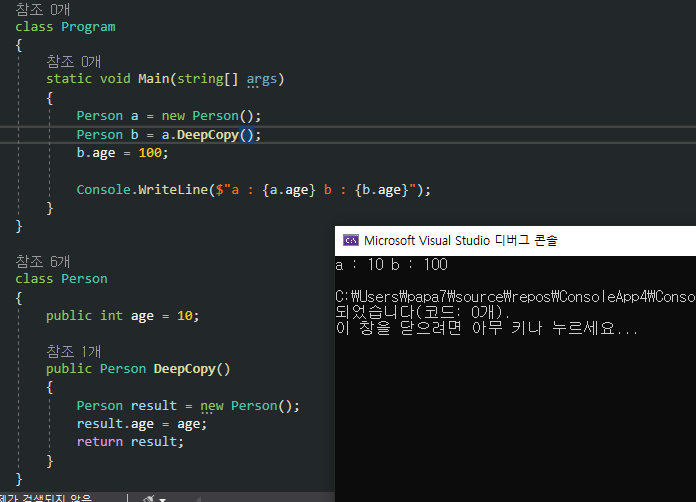 참조 0개
class Program
{
참조 0개
static void Main(string[] args)
{
Person a = new Person();
Person b = a.DeepCopy();
b.age = 100;
Console.WriteLine($"a : {a.age} b : {b.age}");
}
}
참조 6개
class Person
{
public int age = 10;
참조 1개
public Person DeepCopy()
{
Person result = new Person();
result.age = age;
return result;
}
}
Microsoft Visual Studio 디버그 콘솔
a : 10 b : 100
C:₩Users₩papa7₩source₩repos₩ConsoleApp4₩Conso
되었습니다(코드: 0개).
이 창을 닫으려면 아무 키나 누르세요...
검색되지 않음